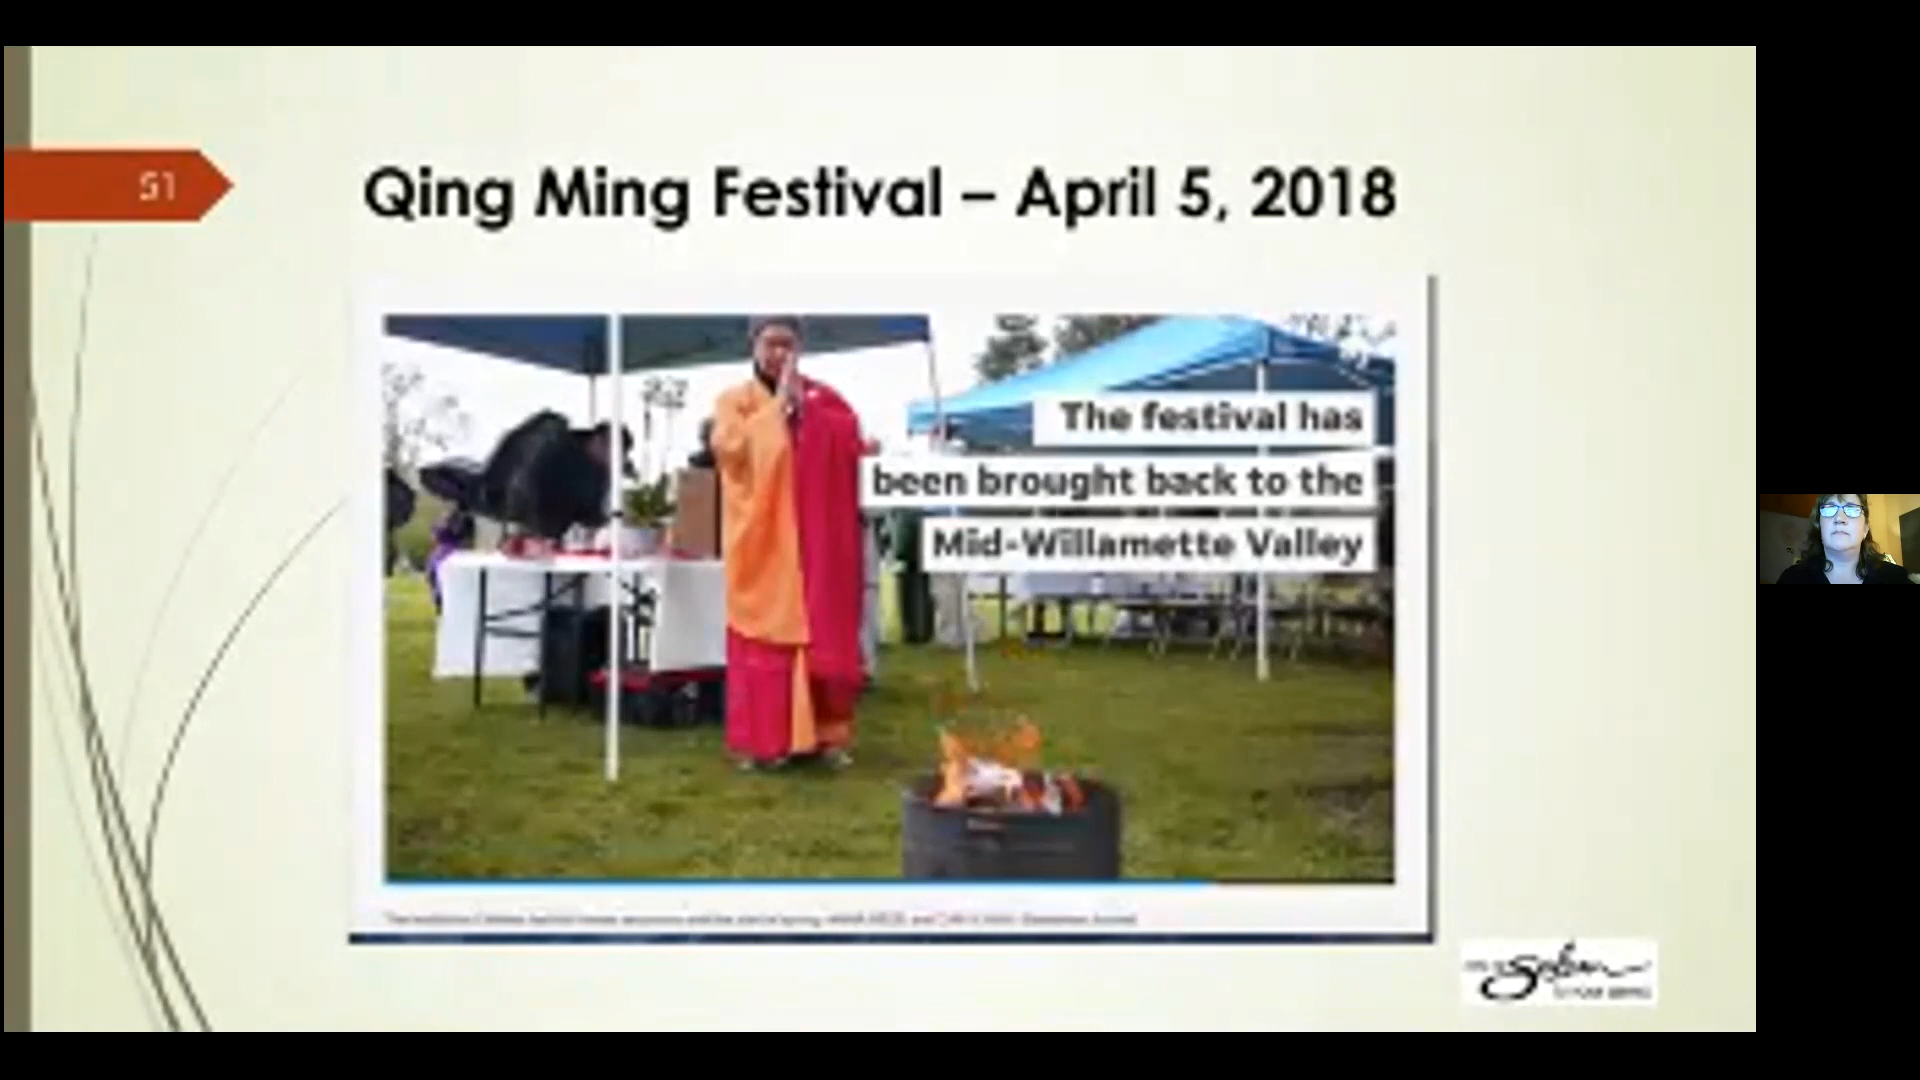 51
Qing Ming Festival – April 5, 2018
The festival has
been brought back to the
Mid-Willamette Valley